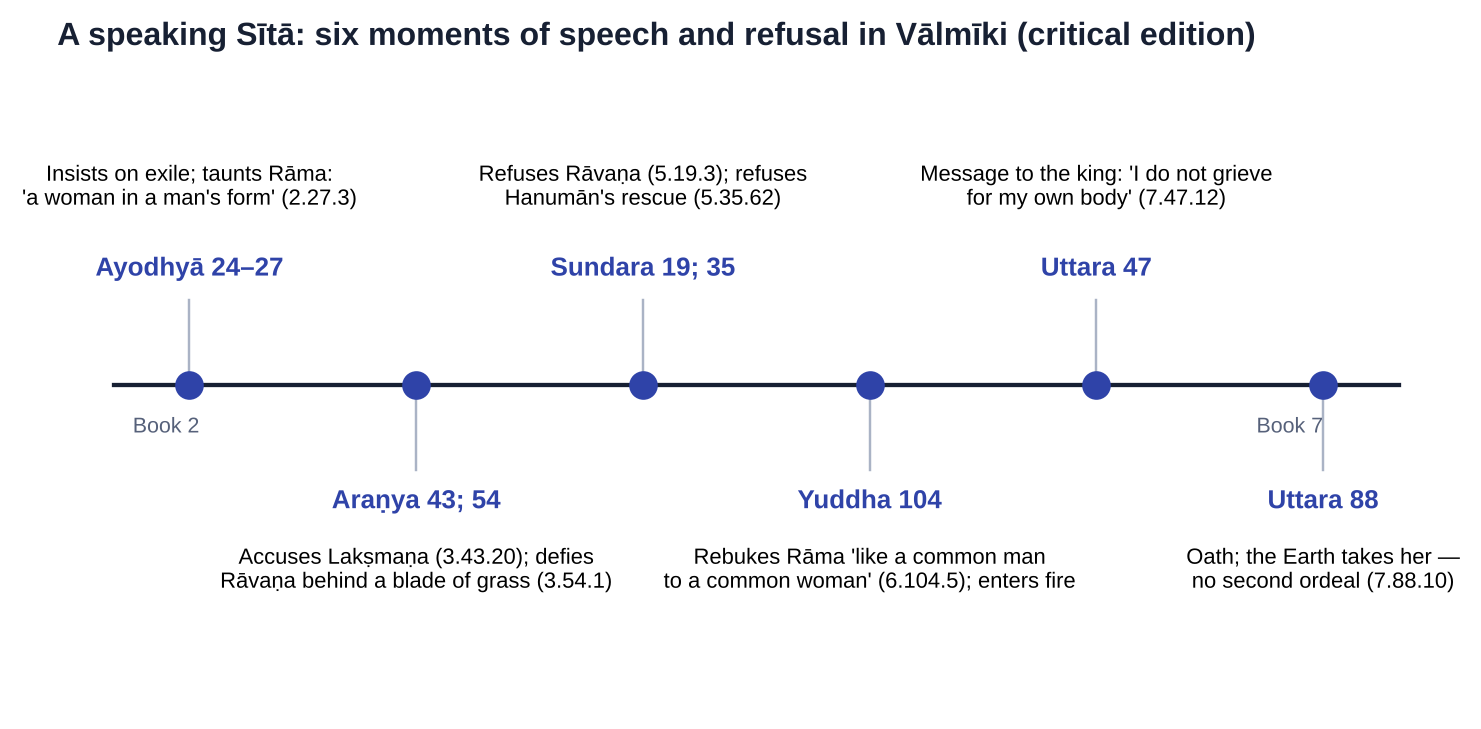 A speaking Sītā: six moments of speech and refusal in Vālmīki (critical edition)
Insists on exile; taunts Rāma:
'a woman in a man's form' (2.27.3)
Ayodhyā 24–27
Refuses Rāvaṇa (5.19.3); refuses
Hanumān's rescue (5.35.62)
Sundara 19; 35
Message to the king: 'I do not grieve
for my own body' (7.47.12)
Uttara 47
Book 2
Book 7
Araṇya 43; 54
Accuses Lakṣmaṇa (3.43.20); defies
Rāvaṇa behind a blade of grass (3.54.1)
Yuddha 104
Rebukes Rāma 'like a common man
to a common woman' (6.104.5); enters fire
Uttara 88
Oath; the Earth takes her —
no second ordeal (7.88.10)